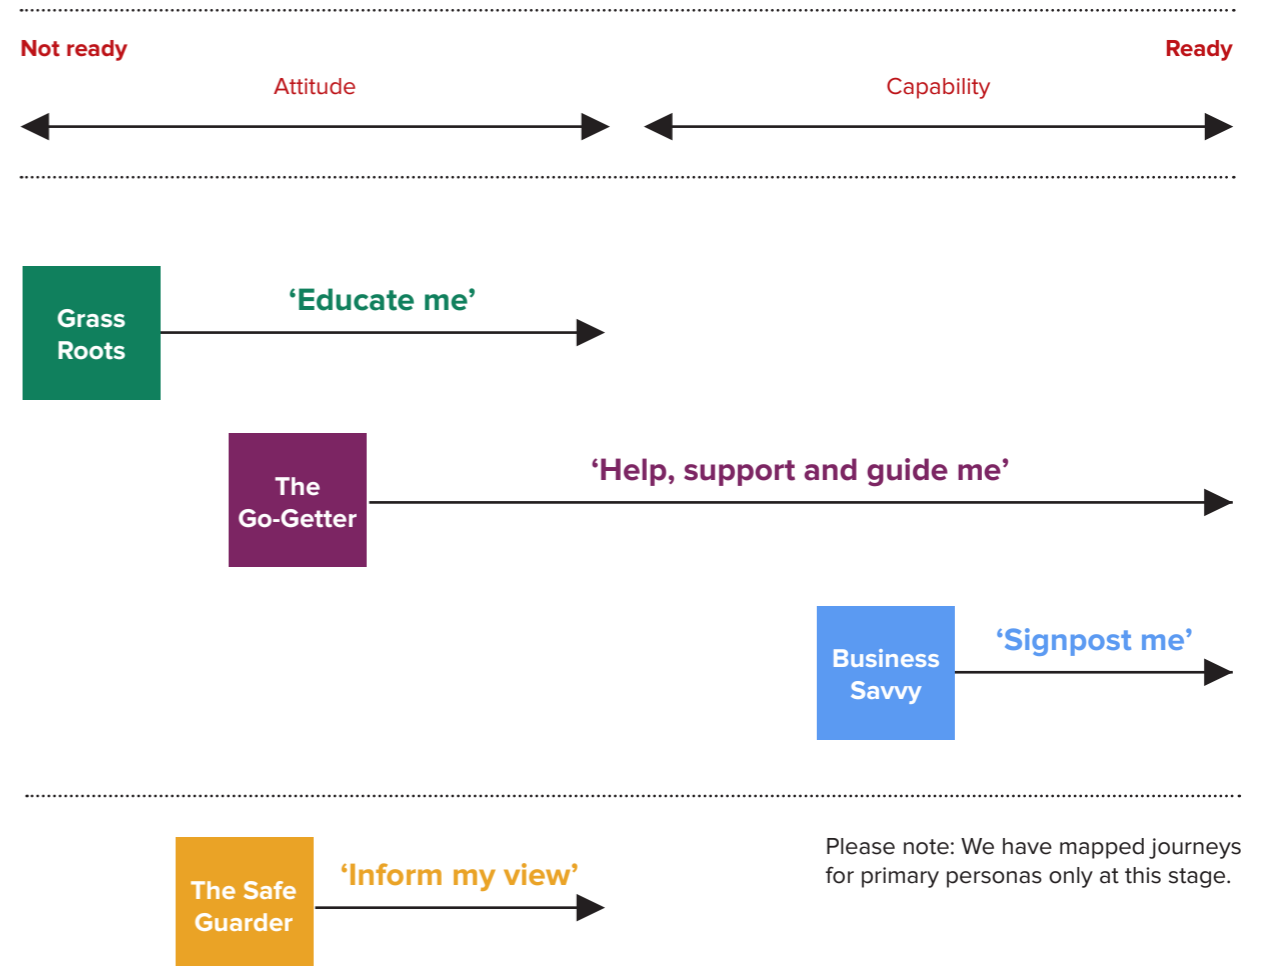 Not ready
Ready
Attitude
Capability
Grass
Roots
‘Educate me’
The
Go-Getter
‘Help, support and guide me’
Business
Savvy
‘Signpost me’
The Safe
Guarder
‘Inform my view’
Please note: We have mapped journeys
for primary personas only at this stage.